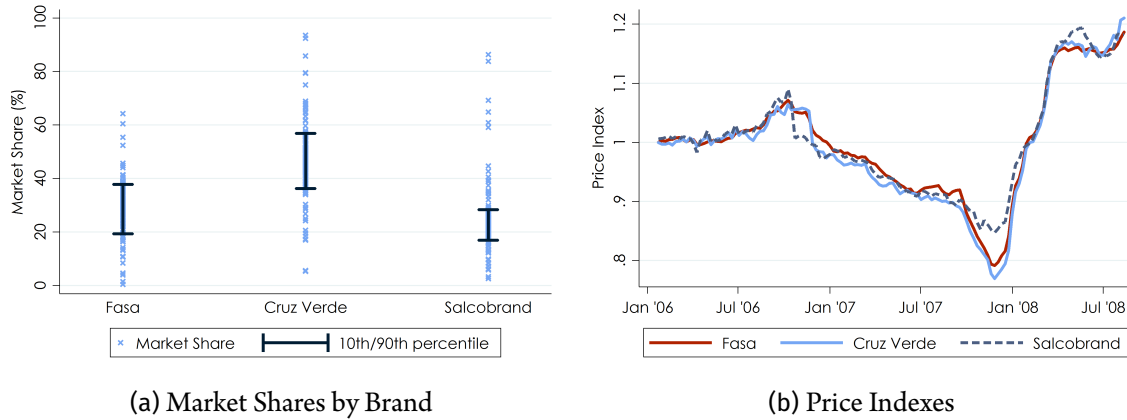 Market Share (%)
100
80
60
40
20
0
Fasa Cruz Verde Salcobrand
× Market Share 10th/90th percentile
(a) Market Shares by Brand
Price Index
1.2
1.1
1
.9
.8
Jan '06 Jul '06 Jan '07 Jul '07 Jan '08 Jul '08
Fasa Cruz Verde Salcobrand
(b) Price Indexes